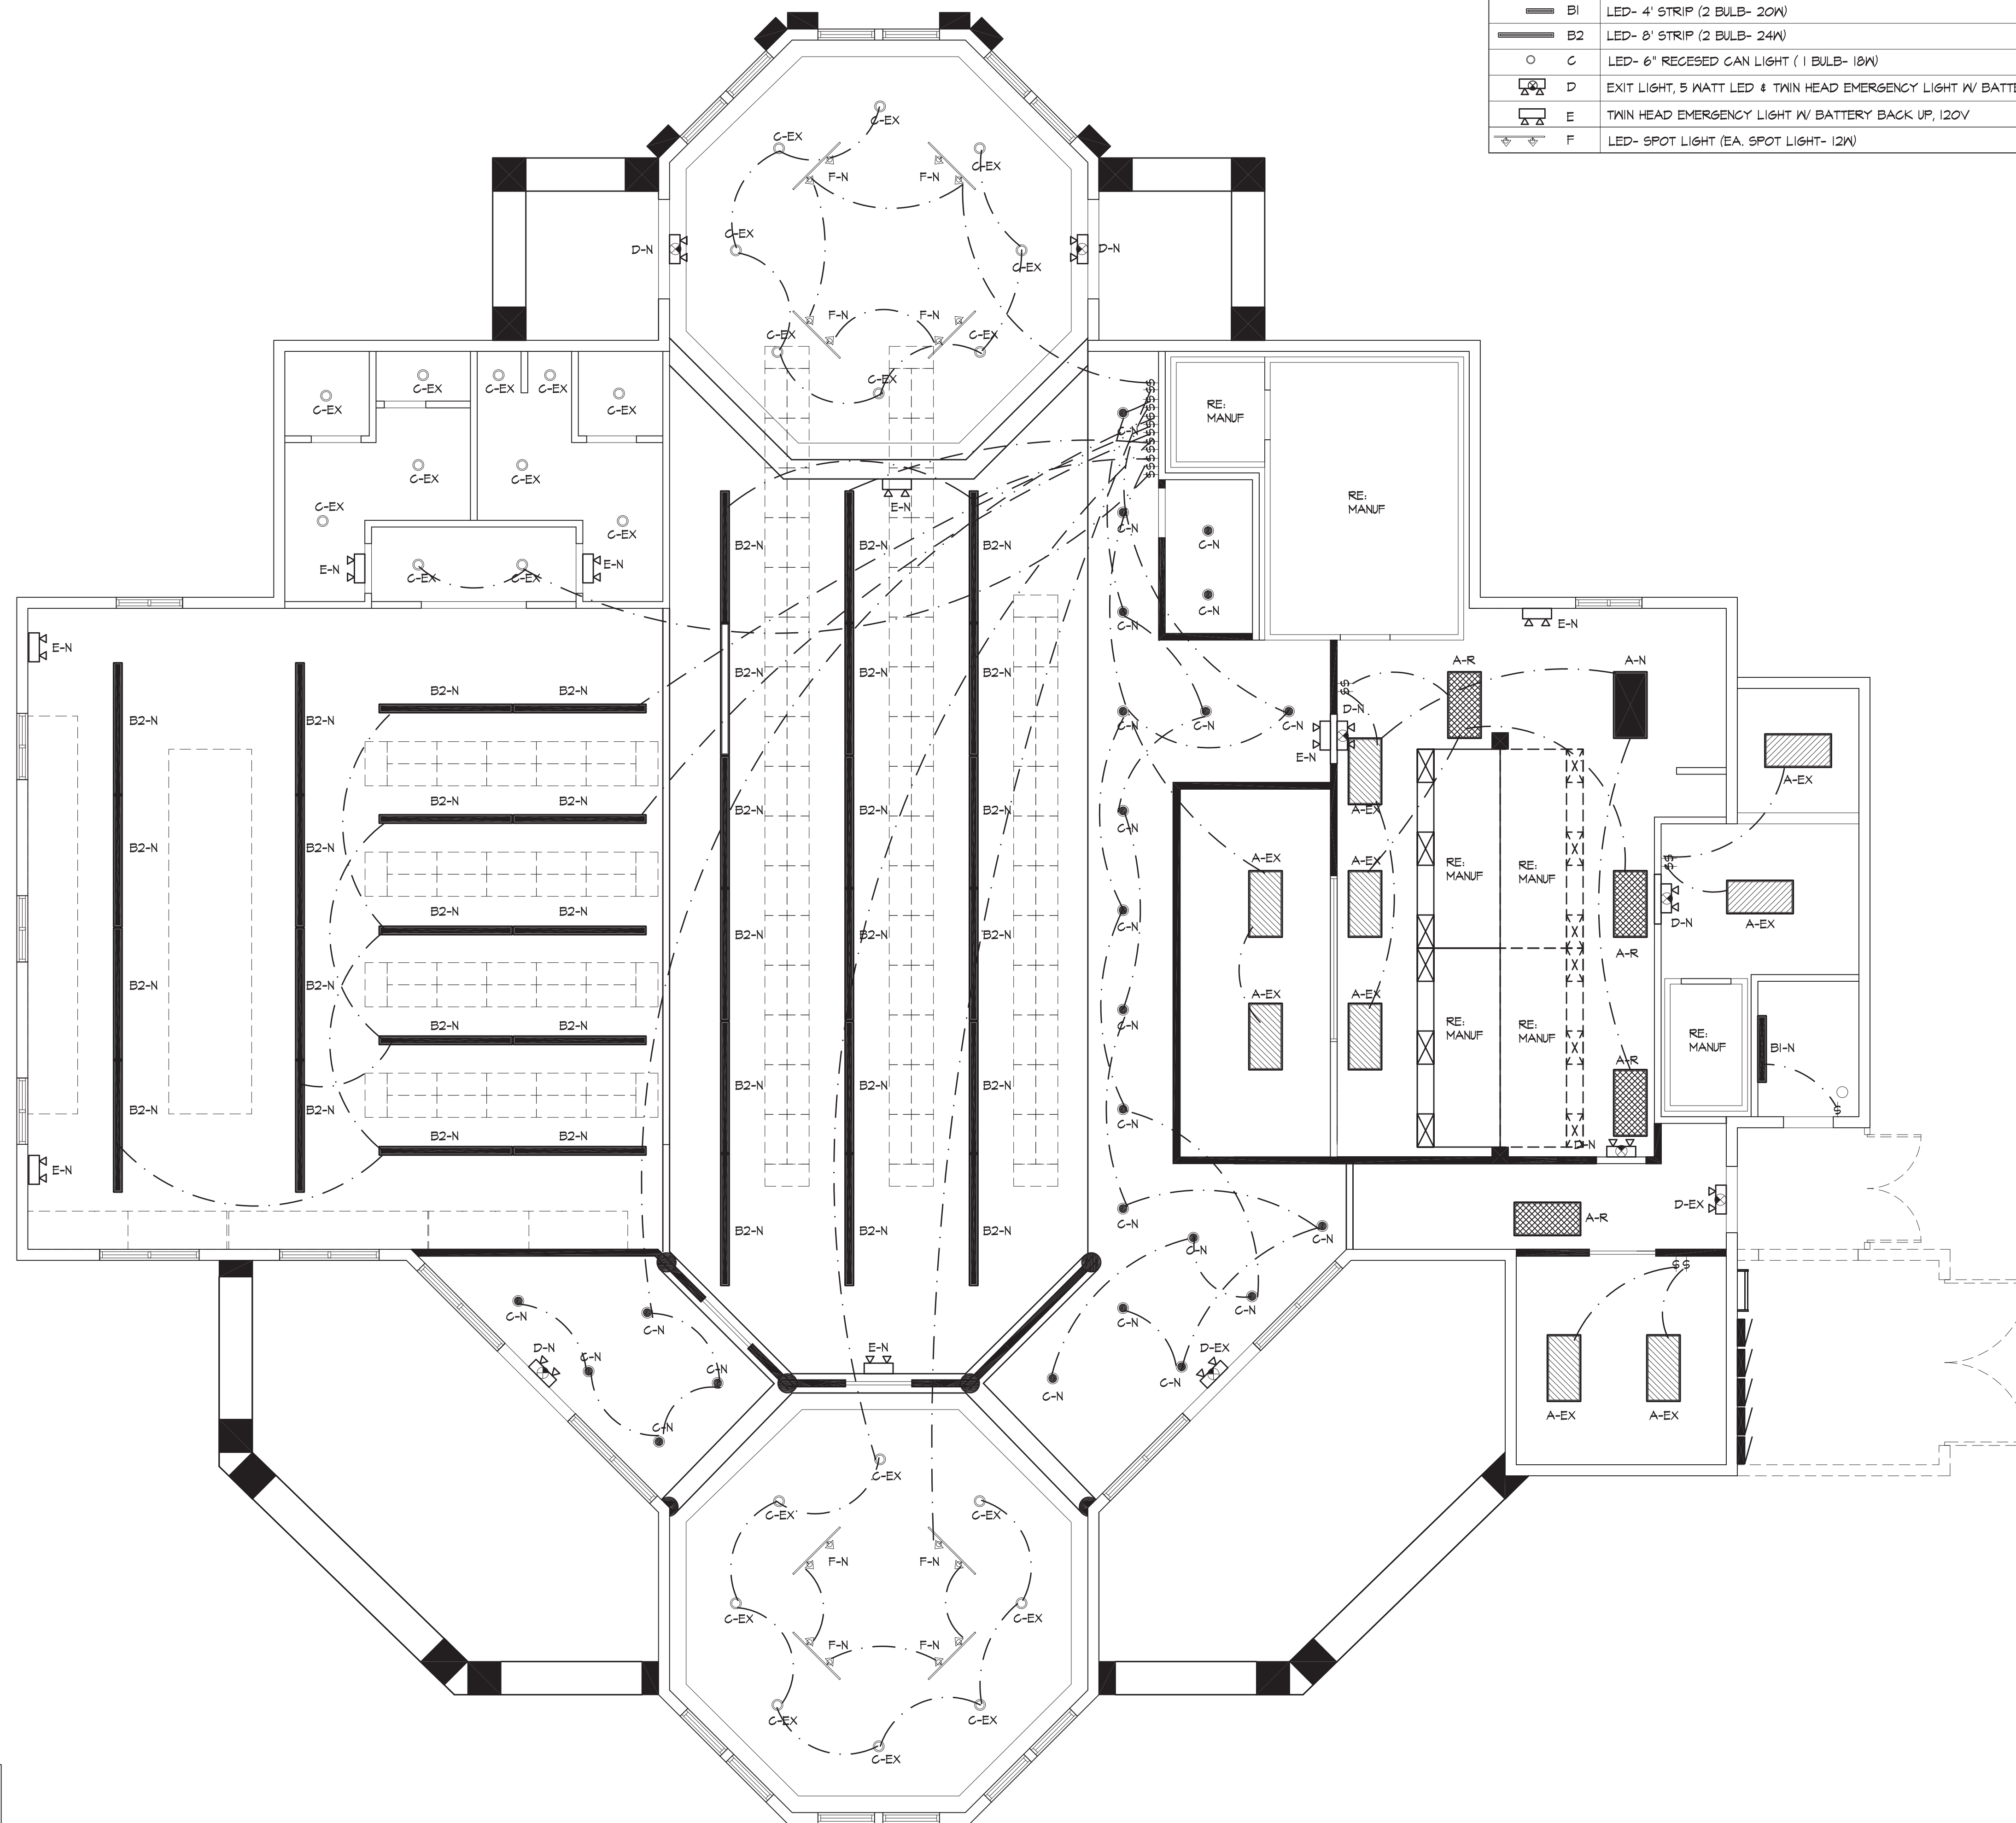 B1 LED- 4' STRIP (2 BULB- 20W)
B2 LED- 8' STRIP (2 BULB- 24W)
C LED- 6" RECESED CAN LIGHT ( 1 BULB- 18W)
D EXIT LIGHT, 5 WATT LED & TWIN HEAD EMERGENCY LIGHT W/ BATTE
E TWIN HEAD EMERGENCY LIGHT W/ BATTERY BACK UP, 120V
F LED- SPOT LIGHT (EA. SPOT LIGHT- 12W)
C-EX
C-EX C-EX
F-N F-N
C-EX
D-N D-N
C-EX
F-N F-N
C-EX C-EX
C-EX C-EX C-EX C-EX C-EX
C-EX
RE:
MANUF
C-N
C-EX C-EX
RE:
MANUF
C-EX E-N C-N
C-EX
B2-N B2-N B2-N C-N
E-N C-EX C-EX E-N
C-N C-N
E-N E-N
A-R A-N
B2-N B2-N B2-N
B2-N B2-N
D-N
B2-N C-N C-N C-N
E-N
A-EX
B2-N B2-N
B2-N B2-N B2-N A-EX
C-N
B2-N B2-N
A-EX A-EX
RE:
MANUF
RE:
MANUF
B2-N B2-N
A-EX
D-N
B2-N B2-N B2-N C-N
A-R
B2-N B2-N
A-EX A-EX
C-N
B2-N B2-N
RE:
MANUF
RE:
MANUF
RE:
MANUF
B1-N
A-R
B2-N B2-N B2-N
B2-N B2-N
C-N
B2-N B2-N
D-N
E-N
D-EX
C-N
A-R
B2-N B2-N B2-N
C-N
C-N
C-N
C-N
C-N
C-N
D-N
E-N
D-EX
C-N
C-N
C-N
C-N
A-EX A-EX
C-N
C-EX
C-EX C-EX
F-N F-N
C-EX C-EX
F-N F-N
C-EX C-EX
C-EX